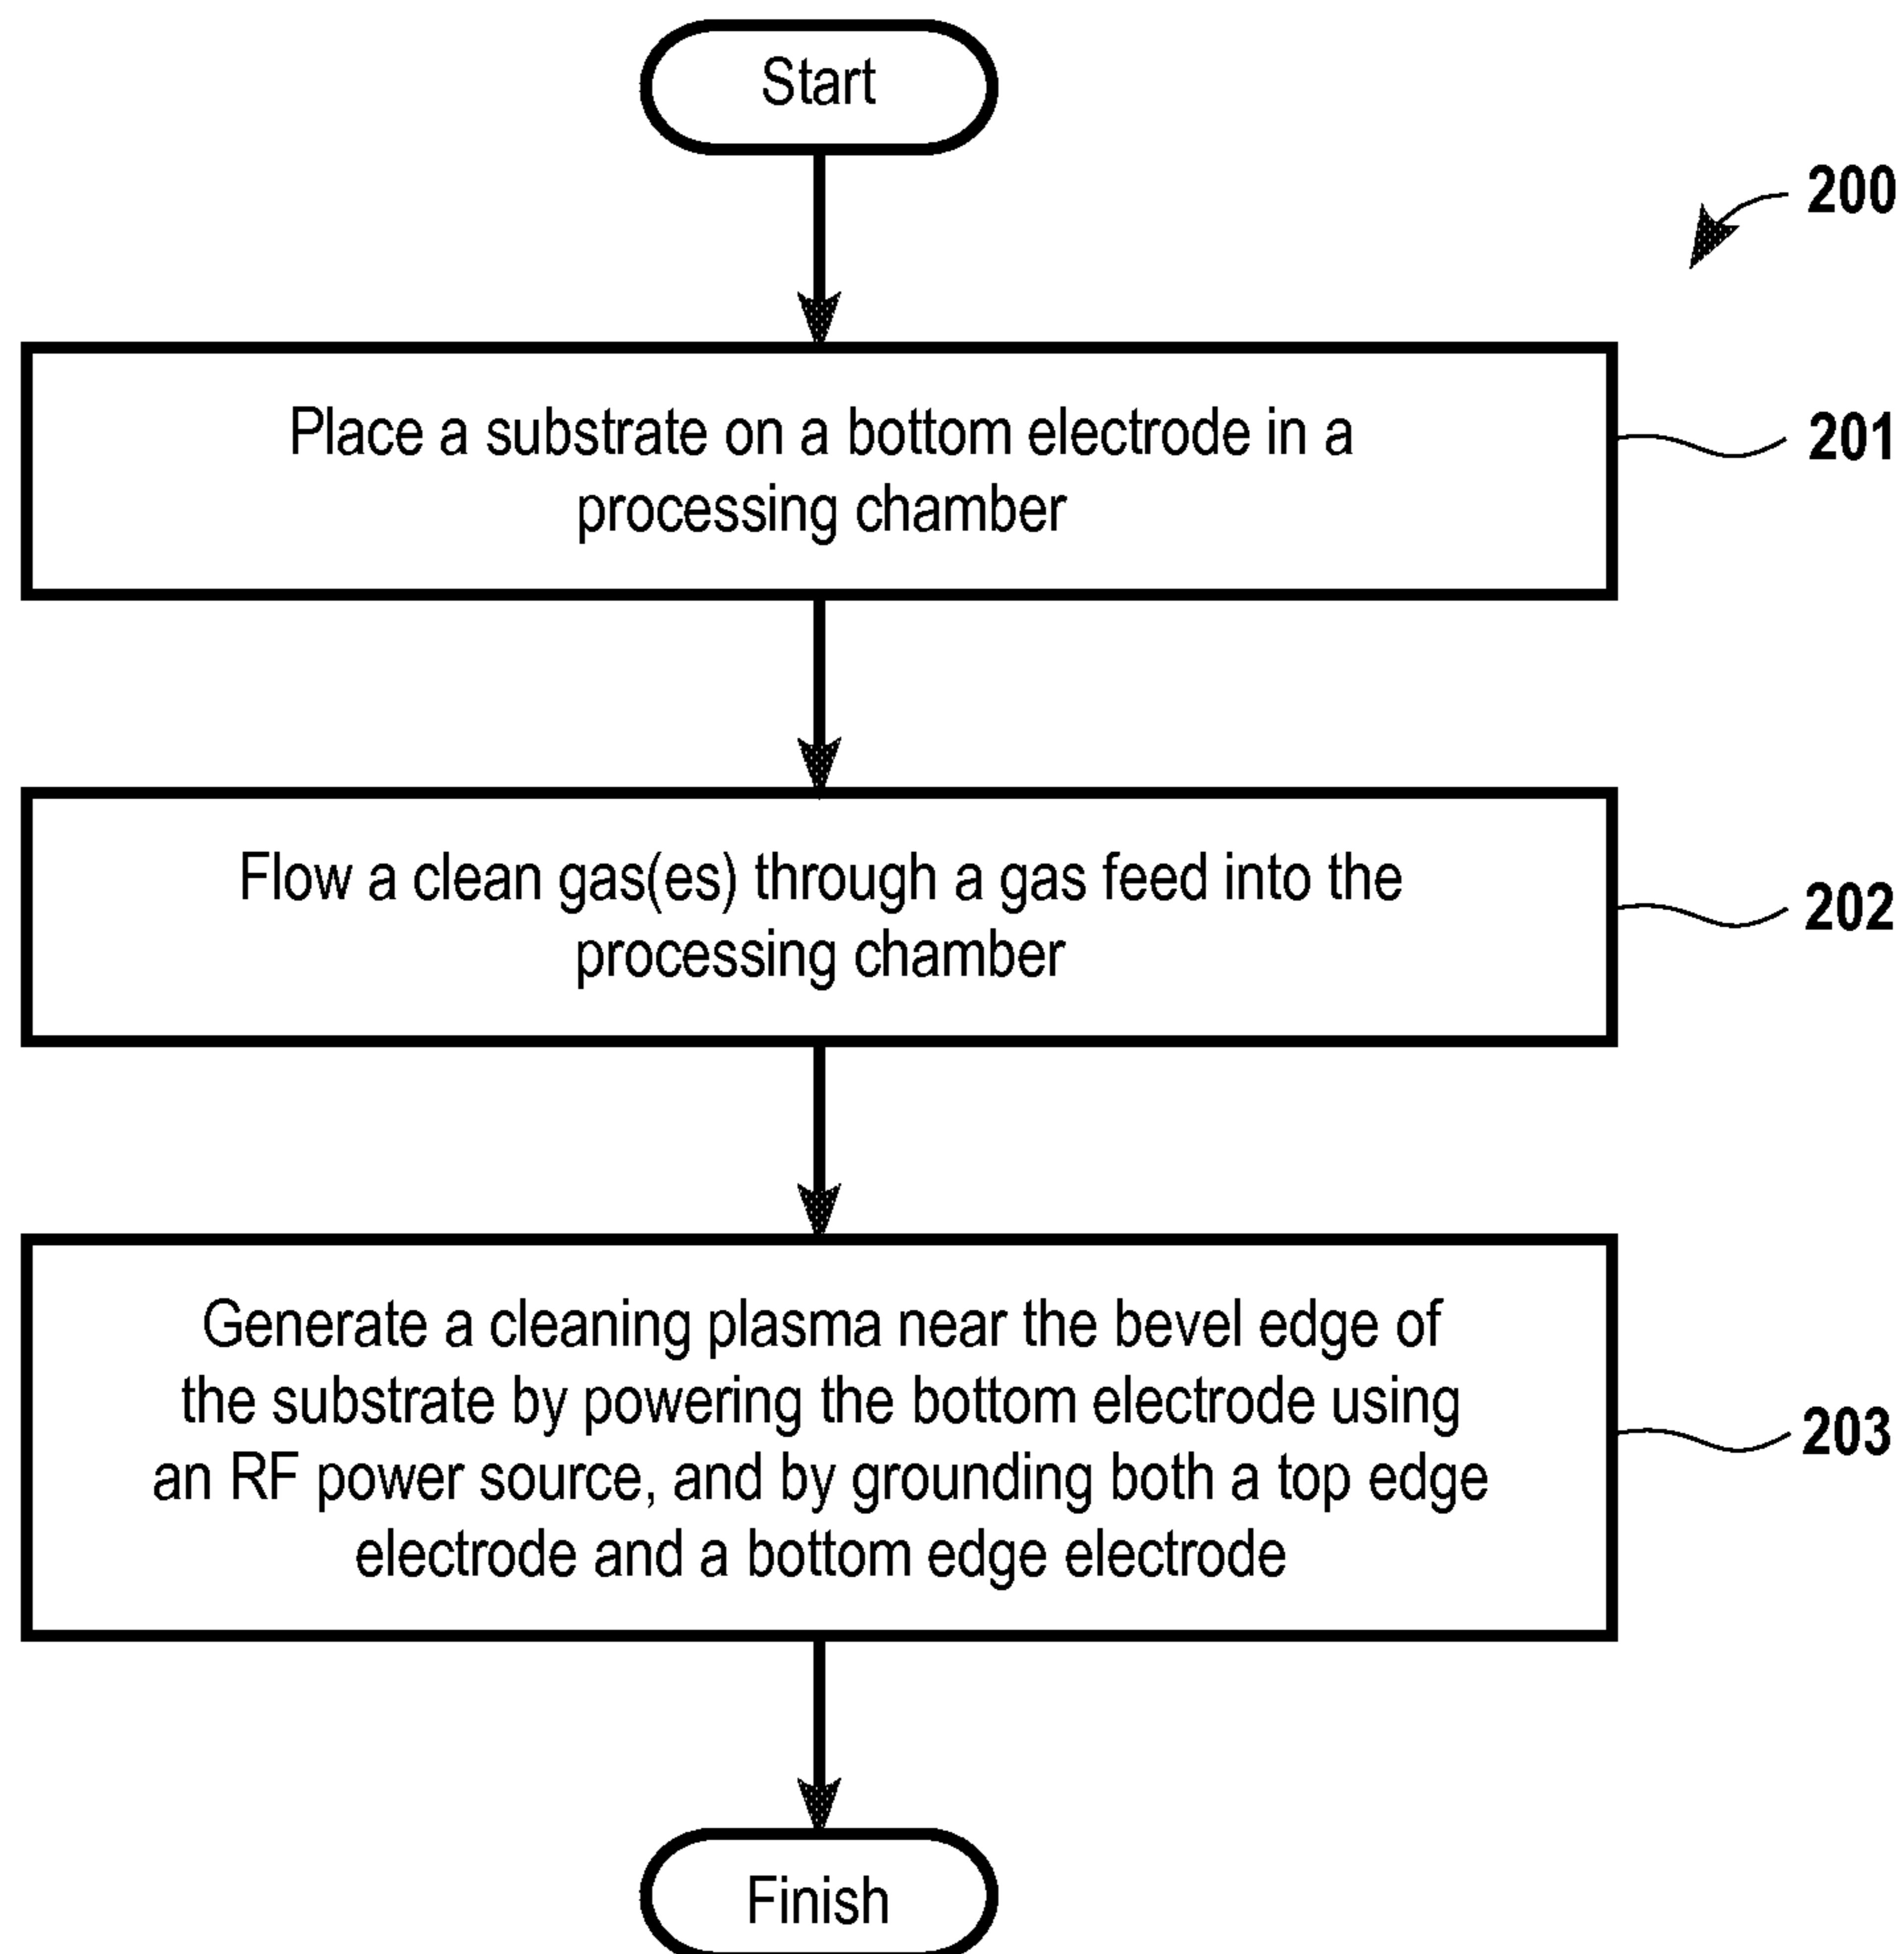 Start
200
Place a substrate on a bottom electrode in a
processing chamber
201
Flow a clean gas(es) through a gas feed into the
processing chamber
202
Generate a cleaning plasma near the bevel edge of
the substrate by powering the bottom electrode using
an RF power source, and by grounding both a top edge
electrode and a bottom edge electrode
203
Finish